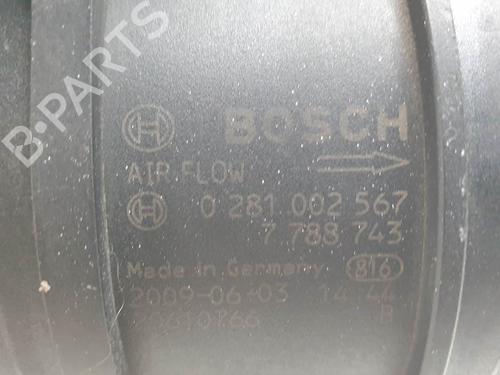 B-PARTS
BOSCH
AIR FLOW
0 281 002 567
7 788 743
Made in Germany 816
2009-06-03 14:44
B